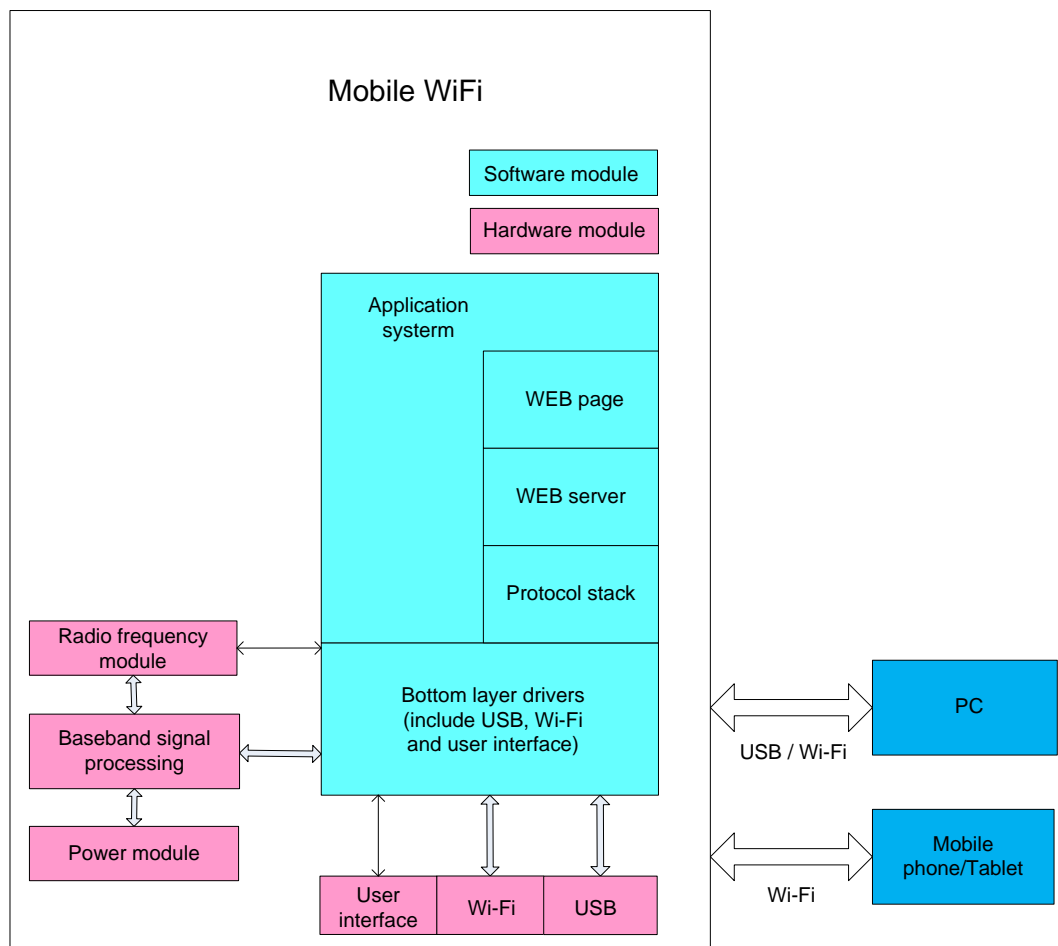 Mobile WiFi
Software module
Hardware module
Application
systerm
WEB page
WEB server
Protocol stack
Radio frequency
module
Bottom layer drivers
(include USB, Wi-Fi
and user interface)
Baseband signal
processing
Power module
User
interface
Wi-Fi
USB
PC
USB / Wi-Fi
Mobile
phone/Tablet
Wi-Fi